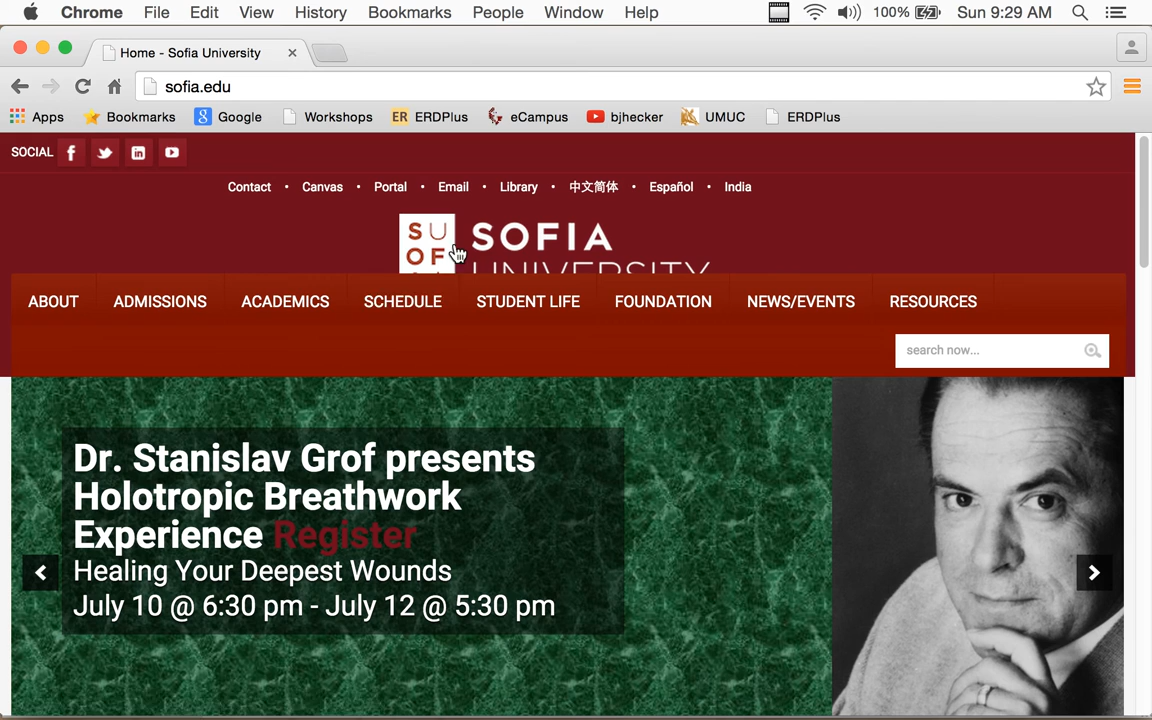 Chrome File Edit View History Bookmarks People Window Help 100% Sun 9:29 AM
Home - Sofia University
sofia.edu
Apps Bookmarks Google Workshops ERDPlus eCampus bjhecker UMUC ERDPlus
SOCIAL
Contact • Canvas • Portal • Email • Library • 中文简体 • Español • India
SU SOFIA
OF UNIVERSITY
ABOUT ADMISSIONS ACADEMICS SCHEDULE STUDENT LIFE FOUNDATION NEWS/EVENTS RESOURCES
search now...
Dr. Stanislav Grof presents
Holotropic Breathwork
Experience Register
Healing Your Deepest Wounds
July 10 @ 6:30 pm - July 12 @ 5:30 pm